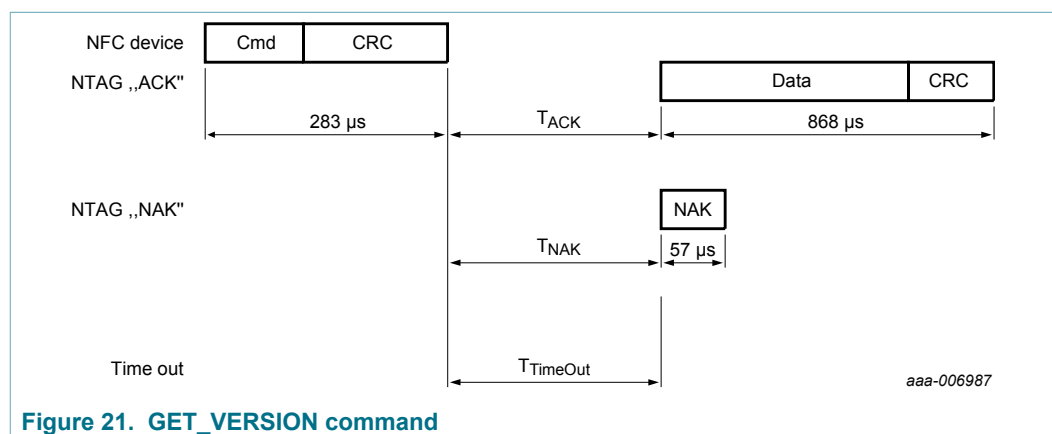 NFC device Cmd CRC
NTAG ,,ACK" Data CRC
283 µs TACK 868 µs
NTAG ,,NAK" NAK
TNAK 57 µs
Time out TTimeOut aaa-006987
Figure 21. GET_VERSION command